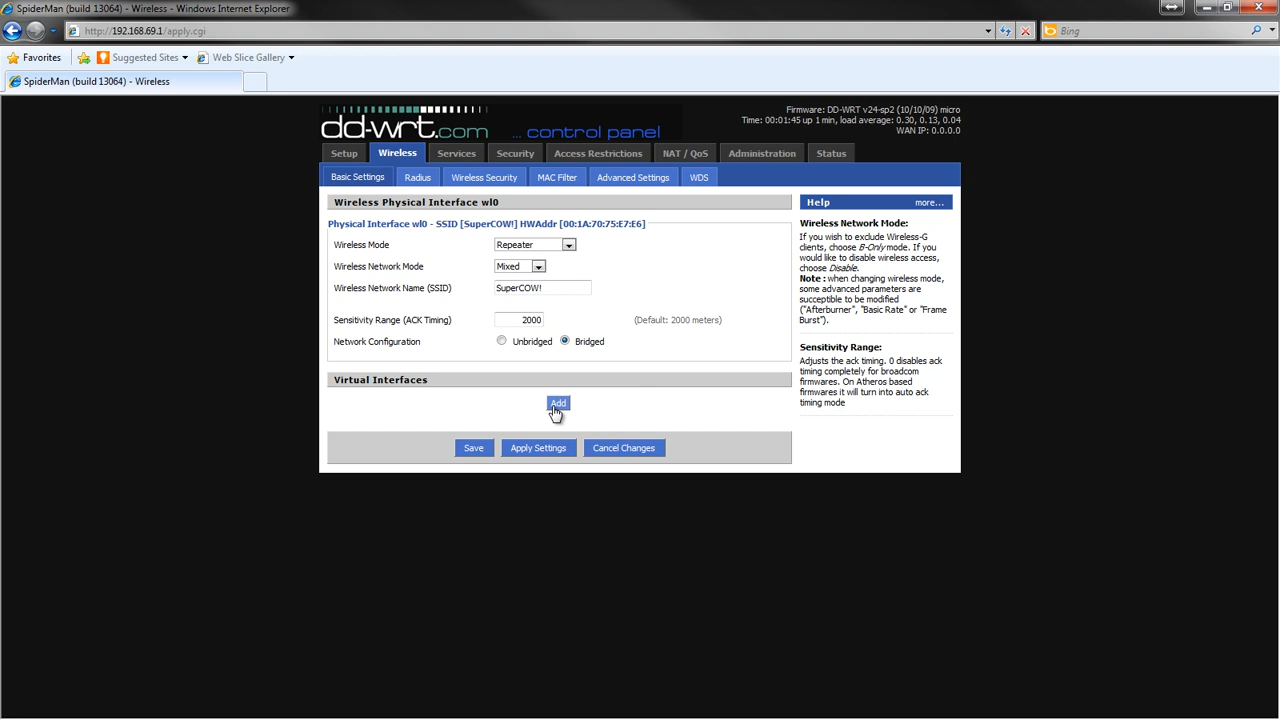 SpiderMan (build 13064) - Wireless - Windows Internet Explorer
http://192.168.69.1/apply.cgi
Bing
Favorites
Suggested Sites
Web Slice Gallery
SpiderMan (build 13064) - Wireless
dd-wrt.com ... control panel
Firmware: DD-WRT v24-sp2 (10/10/09) micro
Time: 00:01:45 up 1 min, load average: 0.30, 0.13, 0.04
WAN IP: 0.0.0.0
Setup Wireless Services Security Access Restrictions NAT / QoS Administration Status
Basic Settings Radius Wireless Security MAC Filter Advanced Settings WDS
Wireless Physical Interface wl0
Physical Interface wl0 - SSID [SuperCOW!] HWAddr [00:1A:70:75:E7:E6]
Wireless Mode Repeater
Wireless Network Mode Mixed
Wireless Network Name (SSID) SuperCOW!
Sensitivity Range (ACK Timing) 2000 (Default: 2000 meters)
Network Configuration Unbridged Bridged
Virtual Interfaces
Add
Save Apply Settings Cancel Changes
Help more...
Wireless Network Mode:
If you wish to exclude Wireless-G
clients, choose B-Only mode. If you
would like to disable wireless access,
choose Disable.
Note : when changing wireless mode,
some advanced parameters are
succeptible to be modified
("Afterburner", "Basic Rate" or "Frame
Burst").
Sensitivity Range:
Adjusts the ack timing. 0 disables ack
timing completely for broadcom
firmwares. On Atheros based
firmwares it will turn into auto ack
timing mode